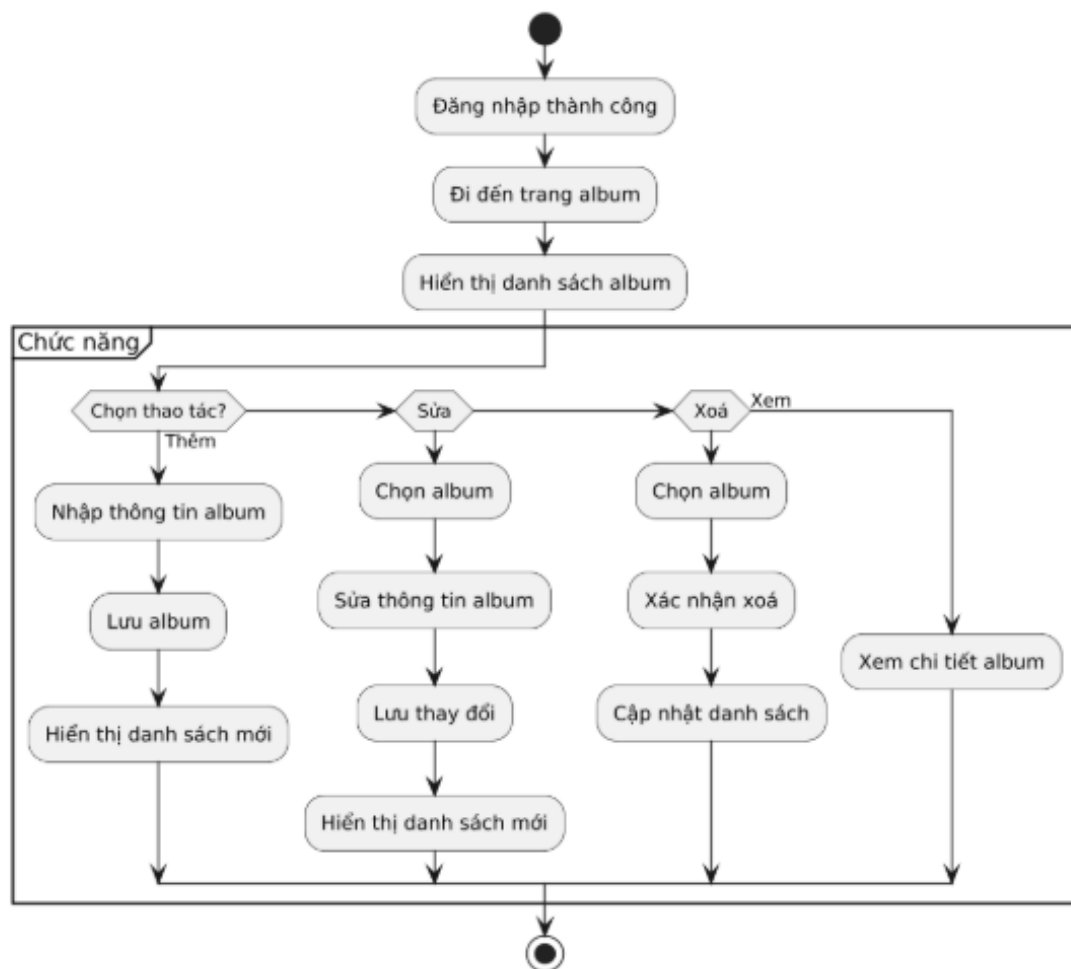 Đăng nhập thành công
Đi đến trang album
Hiển thị danh sách album
Chức năng
Chọn thao tác?
Thêm
Nhập thông tin album
Lưu album
Hiển thị danh sách mới
Sửa
Chọn album
Sửa thông tin album
Lưu thay đổi
Hiển thị danh sách mới
Xoá
Chọn album
Xác nhận xoá
Cập nhật danh sách
Xem
Xem chi tiết album